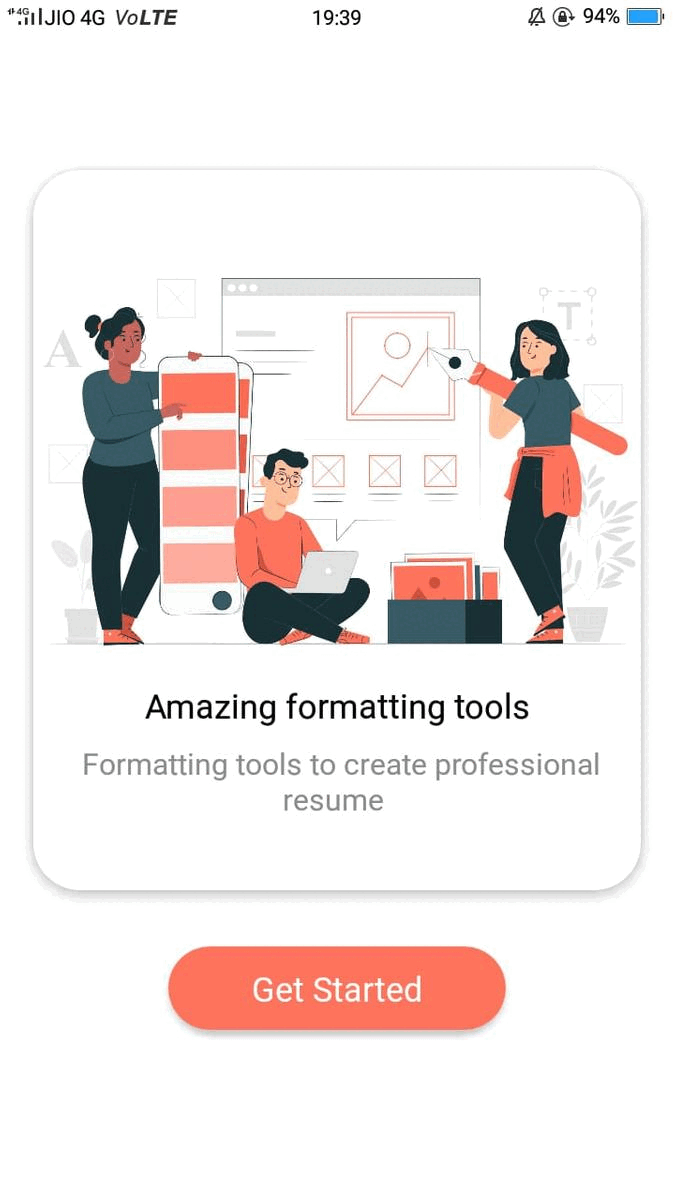 4G JIO 4G VoLTE 19:39 94%
A
T
Amazing formatting tools
Formatting tools to create professional
resume
Get Started